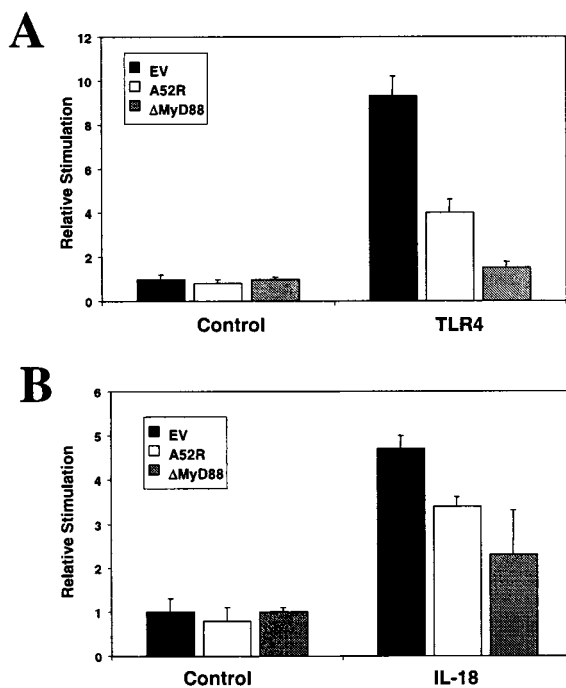 A
12
10
8
6
4
2
0
Relative Stimulation
EV
A52R
ΔMyD88
Control
TLR4
B
6
5
4
3
2
1
0
Relative Stimulation
EV
A52R
ΔMyD88
Control
IL-18